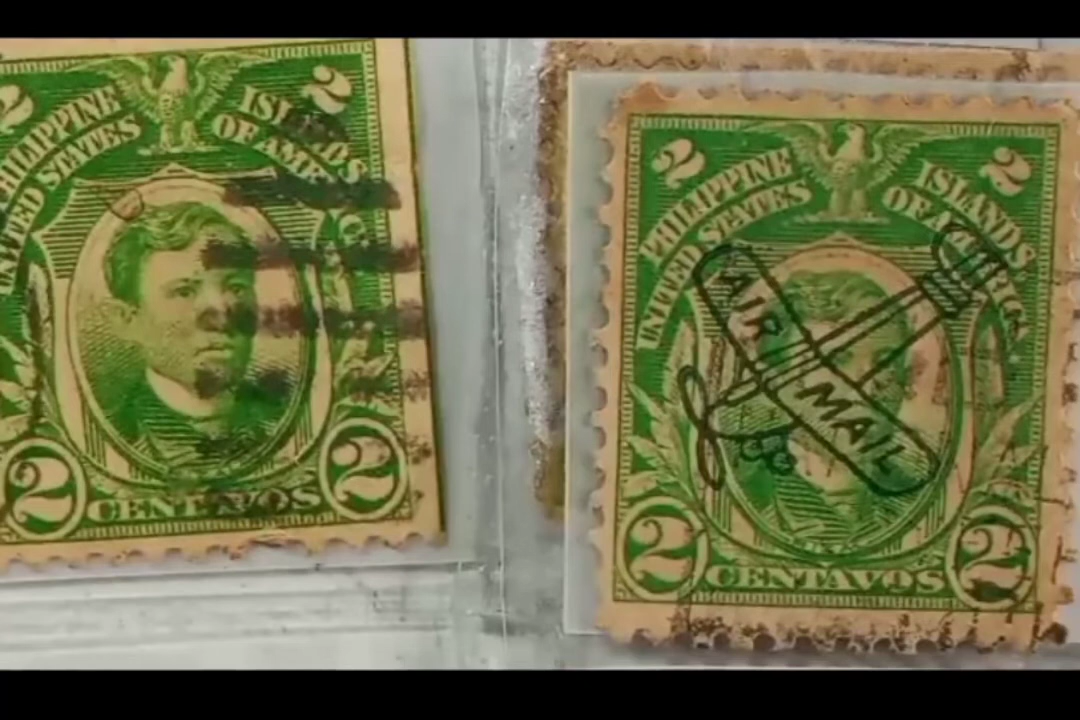 2 2
PHILIPPINE ISLANDS
UNITED STATES OF AMERICA
2 CENTAVOS 2
2 2
PHILIPPINE ISLANDS
UNITED STATES OF AMERICA
AIR MAIL
2 CENTAVOS 2